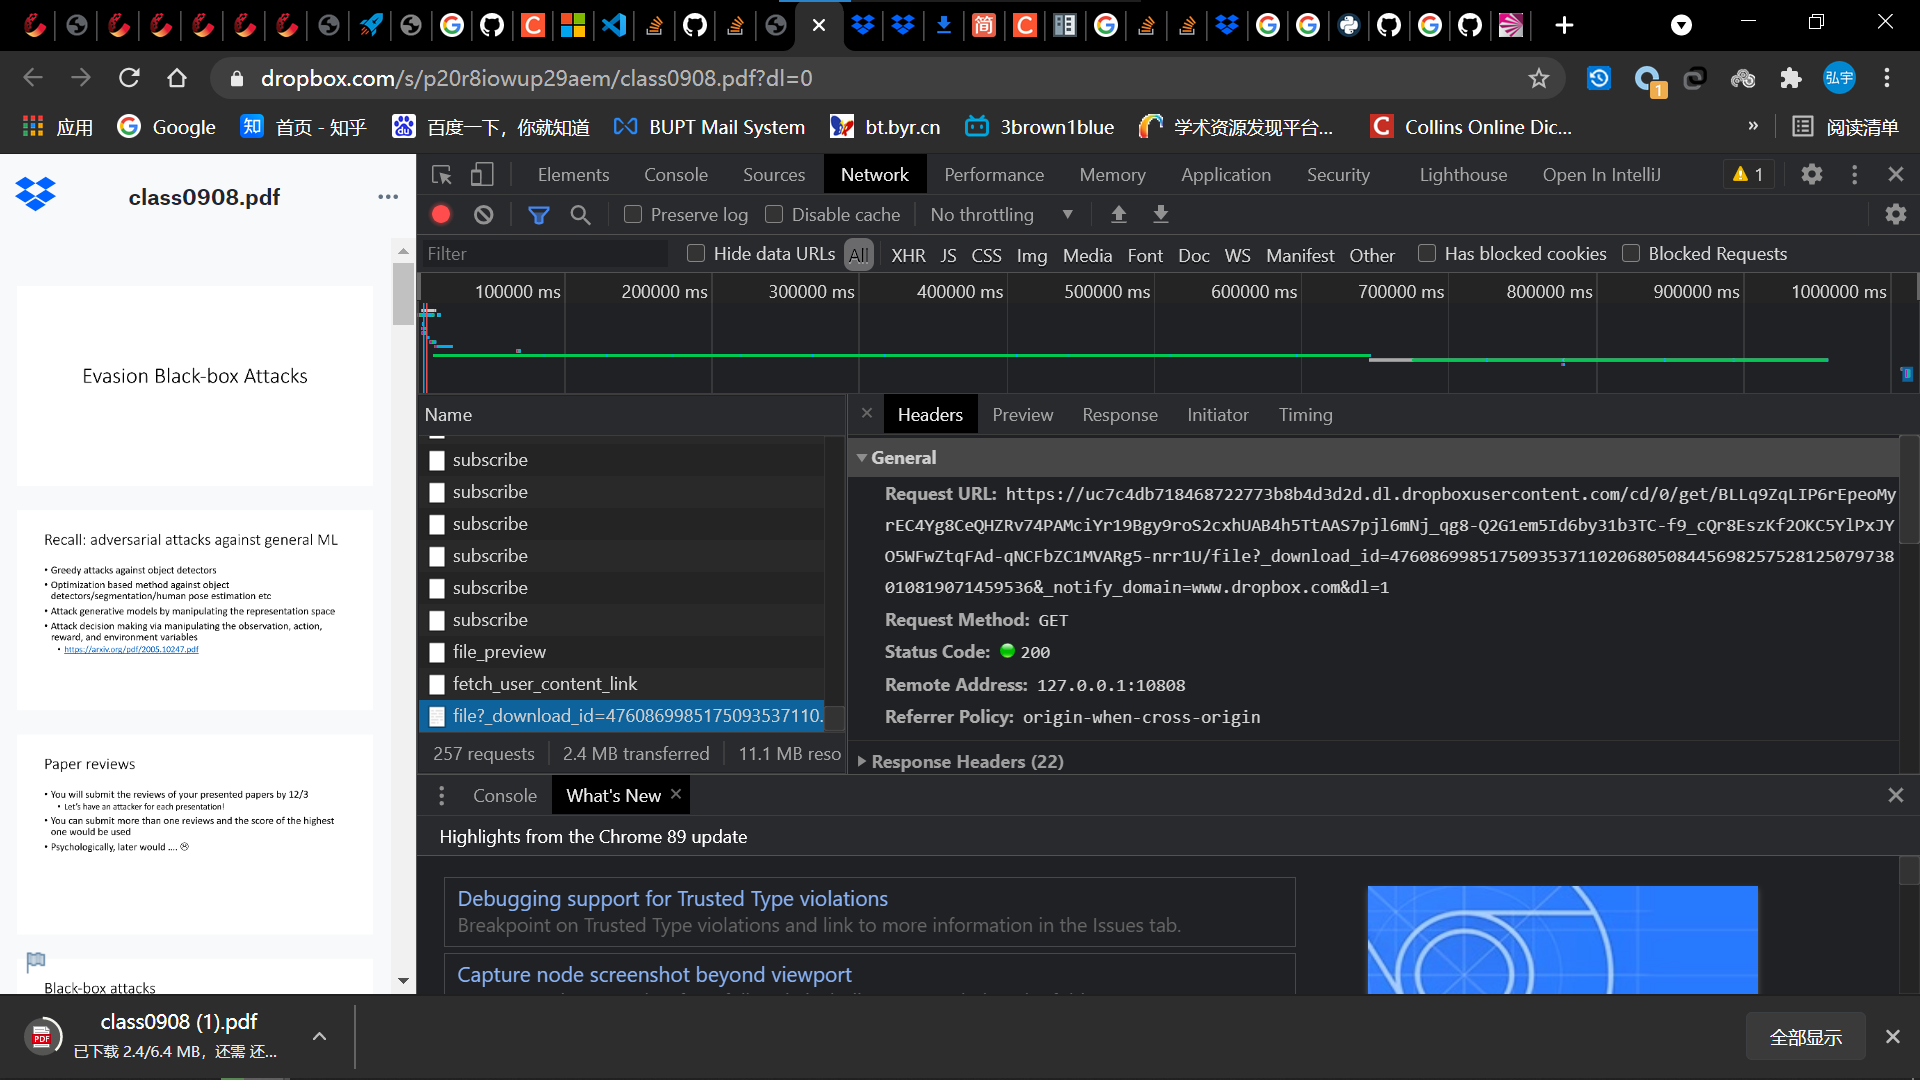 dropbox.com/s/p20r8iowup29aem/class0908.pdf?dl=0
1
弘宇
应用
Google
知 首页 - 知乎
du 百度一下，你就知道
BUPT Mail System
bt.byr.cn
3brown1blue
学术资源发现平台...
Collins Online Dic...
»
阅读清单
class0908.pdf
Elements Console Sources Network Performance Memory Application Security Lighthouse Open In IntelliJ 1
Preserve log Disable cache No throttling
Filter Hide data URLs All XHR JS CSS Img Media Font Doc WS Manifest Other Has blocked cookies Blocked Requests
100000 ms 200000 ms 300000 ms 400000 ms 500000 ms 600000 ms 700000 ms 800000 ms 900000 ms 1000000 ms
Evasion Black-box Attacks
Recall: adversarial attacks against general ML
• Greedy attacks against object detectors
• Optimization based method against object
detectors/segmentation/human pose estimation etc
• Attack generative models by manipulating the representation space
• Attack decision making via manipulating the observation, action,
reward, and environment variables
• https://arxiv.org/pdf/2005.10247.pdf
Paper reviews
• You will submit the reviews of your presented papers by 12/3
• Let's have an attacker for each presentation!
• You can submit more than one reviews and the score of the highest
one would be used
• Psychologically, later would .... ☹
Black-box attacks
Name
subscribe
subscribe
subscribe
subscribe
subscribe
subscribe
file_preview
fetch_user_content_link
file?_download_id=4760869985175093537110.
257 requests 2.4 MB transferred 11.1 MB reso
Headers Preview Response Initiator Timing
General
Request URL: https://uc7c4db718468722773b8b4d3d2d.dl.dropboxusercontent.com/cd/0/get/BLLq9ZqLIP6rEpeoMy
rEC4Yg8CeQHZRv74PAMciYr19Bgy9roS2cxhUAB4h5TtAAS7pjl6mNj_qg8-Q2G1em5Id6by31b3TC-f9_cQr8EszKf2OKC5YlPxJY
O5WFwZtqFAd-qNCFbZC1MVARg5-nrr1U/file?_download_id=47608699851750935371102068050844569825752812507973​8
010819071459536&_notify_domain=www.dropbox.com&dl=1
Request Method: GET
Status Code: 200
Remote Address: 127.0.0.1:10808
Referrer Policy: origin-when-cross-origin
Response Headers (22)
Console What's New
Highlights from the Chrome 89 update
Debugging support for Trusted Type violations
Breakpoint on Trusted Type violations and link to more information in the Issues tab.
Capture node screenshot beyond viewport
PDF
class0908 (1).pdf
已下载 2.4/6.4 MB，还需 还...
全部显示